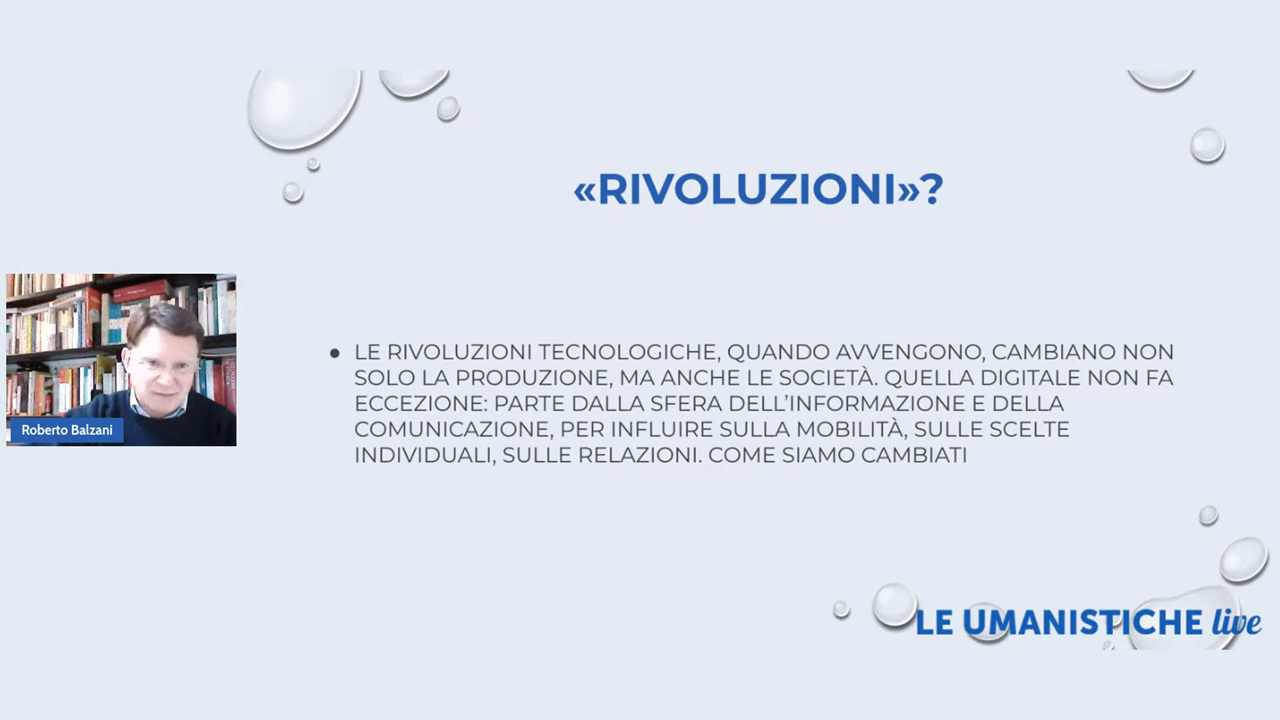 «RIVOLUZIONI»?
● LE RIVOLUZIONI TECNOLOGICHE, QUANDO AVVENGONO, CAMBIANO NON
SOLO LA PRODUZIONE, MA ANCHE LE SOCIETÀ. QUELLA DIGITALE NON FA
ECCEZIONE: PARTE DALLA SFERA DELL’INFORMAZIONE E DELLA
COMUNICAZIONE, PER INFLUIRE SULLA MOBILITÀ, SULLE SCELTE
INDIVIDUALI, SULLE RELAZIONI. COME SIAMO CAMBIATI
Roberto Balzani
LE UMANISTICHE live